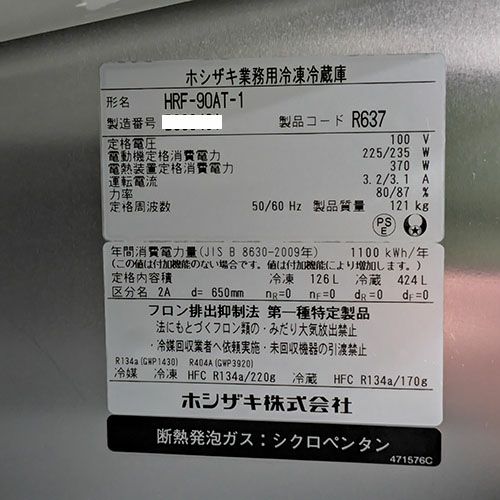 ホシザキ業務用冷凍冷蔵庫
形名 HRF-90AT-1
製造番号 製品コード R637
定格電圧 100 V
電動機定格消費電力 225/235 W
電熱装置定格消費電力 370 W
運転電流 3.2/3.1 A
力率 80/87 %
定格周波数 50/60 Hz 製品質量 121 kg
PSE
年間消費電力量(JIS B 8630-2009年) 1100 kWh/年
(この値は付加機能のない場合です。値は付加機能により増加します。)
定格内容積 冷凍 126 L 冷蔵 424 L
区分名 2A d= 650mm nR=0 nF=0 dR=0 dF=0
フロン排出抑制法 第一種特定製品
法にもとづくフロン類の・みだり大気放出禁止
・冷媒回収業者へ依頼実施・未回収機器の引渡禁止
R134a(GWP1430) R404A(GWP3920)
冷媒 冷凍 HFC R134a/220g 冷蔵 HFC R134a/170g
ホシザキ株式会社
断熱発泡ガス：シクロペンタン
471576C